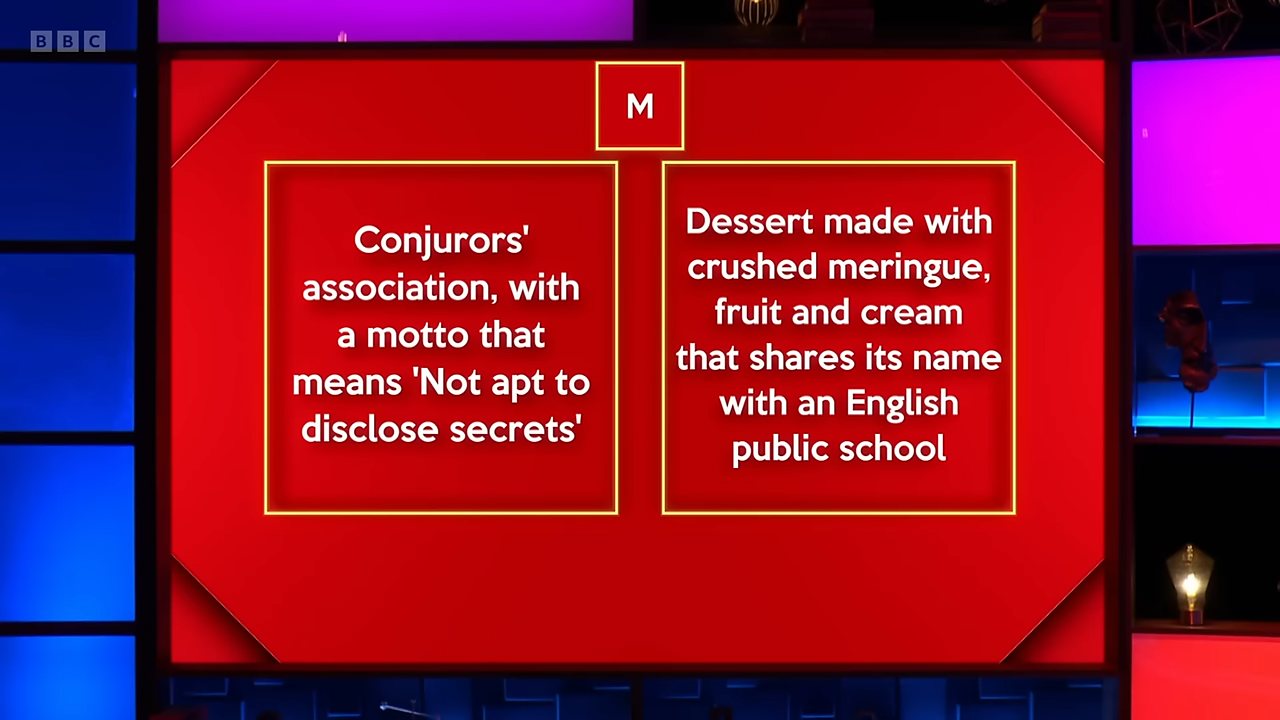 BBC
M
Conjurors'
association, with
a motto that
means 'Not apt to
disclose secrets'
Dessert made with
crushed meringue,
fruit and cream
that shares its name
with an English
public school